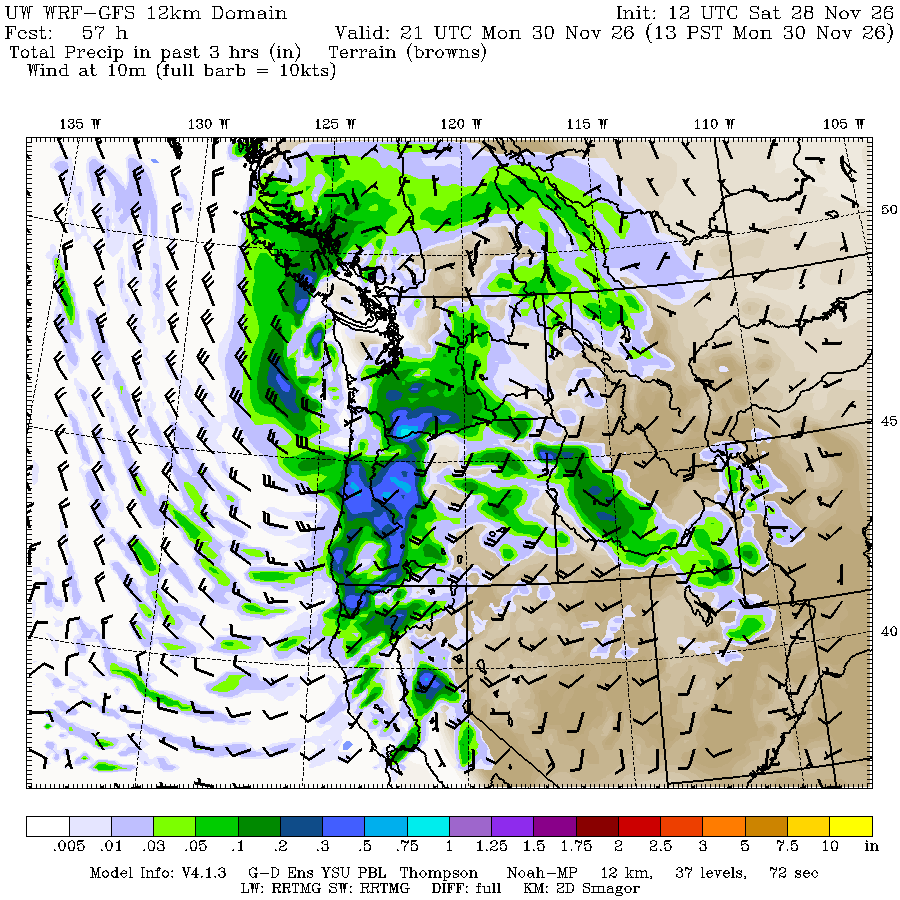 UW WRF-GFS 12km Domain Init: 12 UTC Sat 28 Nov 26
Fcst: 57 h Valid: 21 UTC Mon 30 Nov 26 (13 PST Mon 30 Nov 26)
Total Precip in past 3 hrs (in) Terrain (browns)
Wind at 10m (full barb = 10kts)
135 W 130 W 125 W 120 W 115 W 110 W 105 W
50
45
40
.005 .01 .03 .05 .1 .2 .3 .5 .75 1 1.25 1.5 1.75 2 2.5 3 5 7.5 10 in
Model Info: V4.1.3 G-D Ens YSU PBL Thompson Noah-MP 12 km, 37 levels, 72 sec
LW: RRTMG SW: RRTMG DIFF: full KM: 2D Smagor